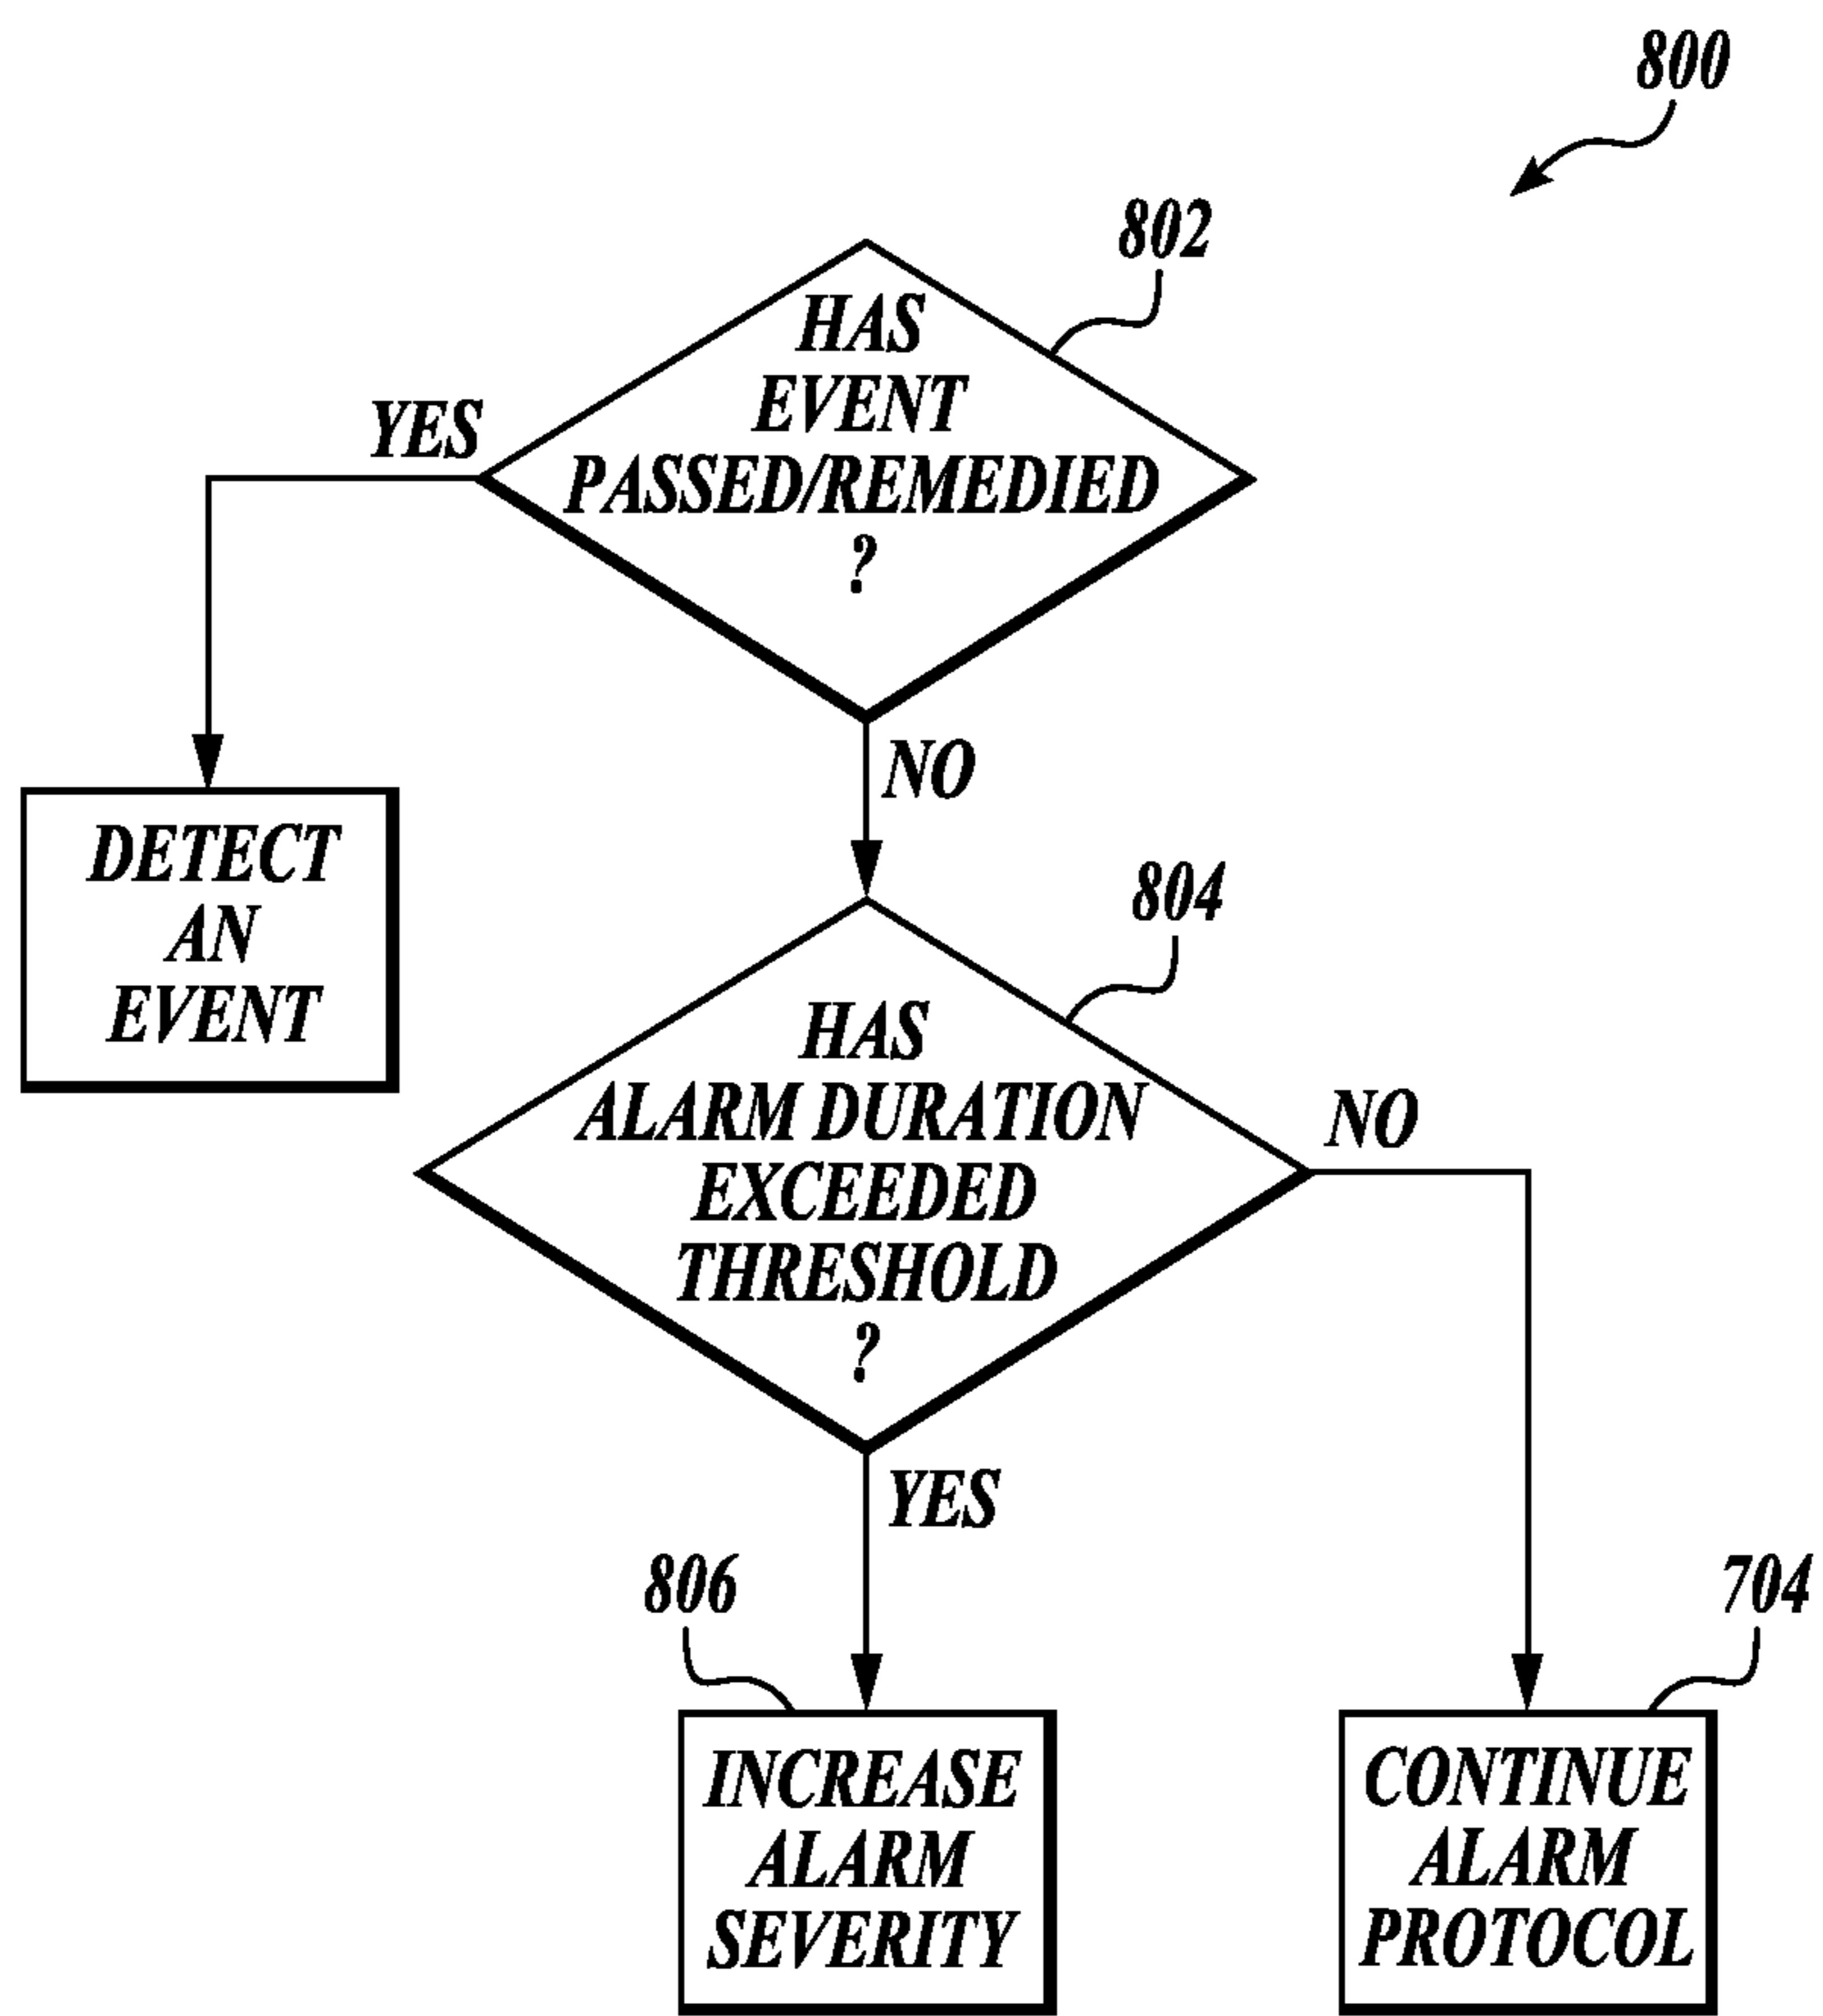 800
802
HAS
EVENT
PASSED/REMEDIED
?
YES
NO
DETECT
AN
EVENT
804
HAS
ALARM DURATION
EXCEEDED
THRESHOLD
?
NO
YES
806
INCREASE
ALARM
SEVERITY
704
CONTINUE
ALARM
PROTOCOL